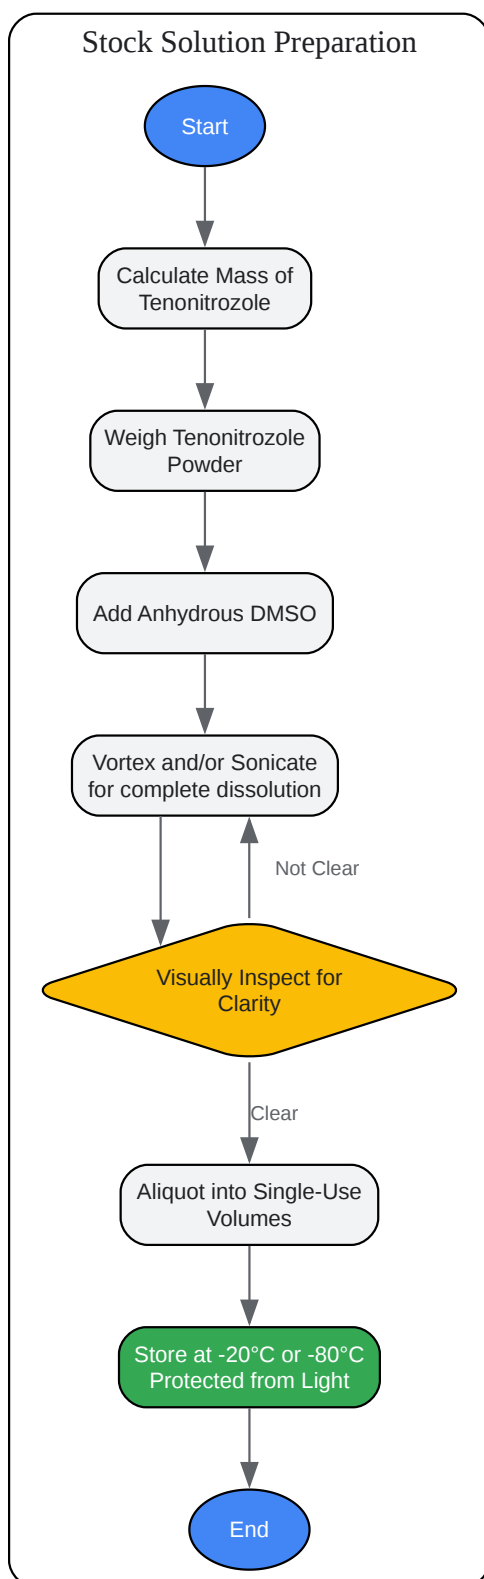 Stock Solution Preparation
Start
Calculate Mass of
Tenonitrozole
Weigh Tenonitrozole
Powder
Add Anhydrous DMSO
Vortex and/or Sonicate
for complete dissolution
Not Clear
Visually Inspect for
Clarity
Clear
Aliquot into Single-Use
Volumes
Store at -20°C or -80°C
Protected from Light
End